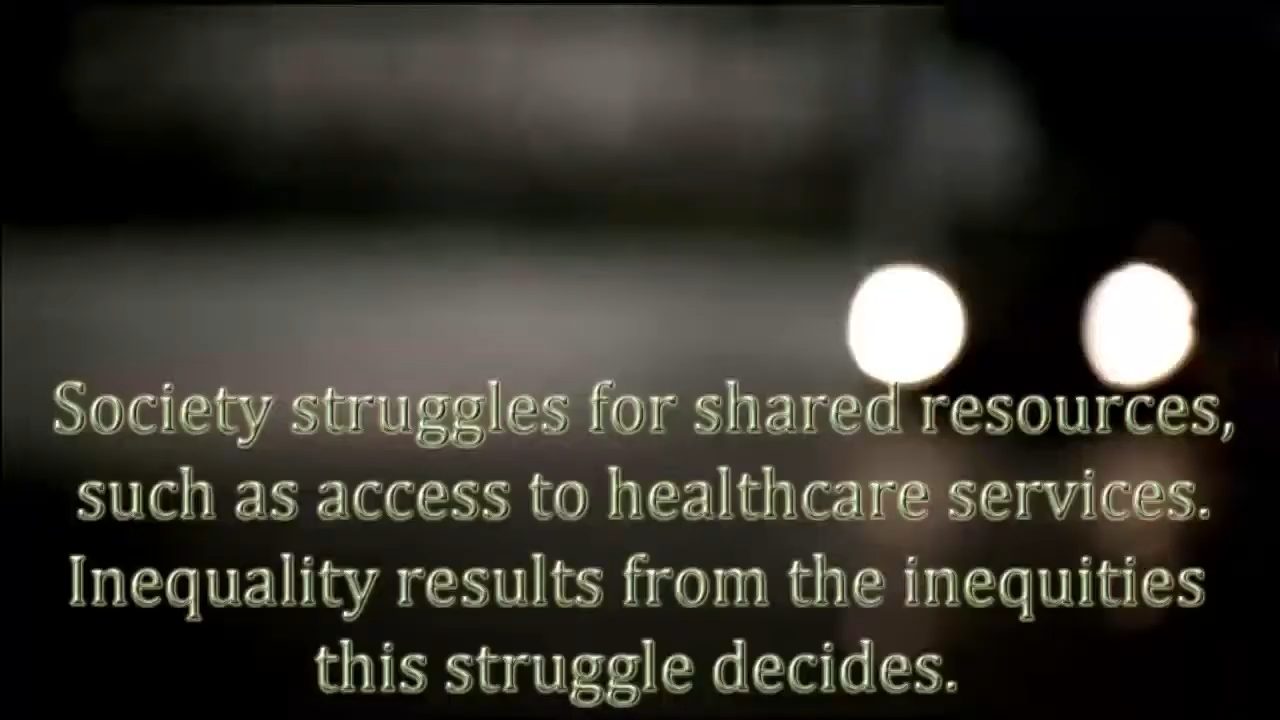 Society struggles for shared resources,
such as access to healthcare services.
Inequality results from the inequities
this struggle decides.